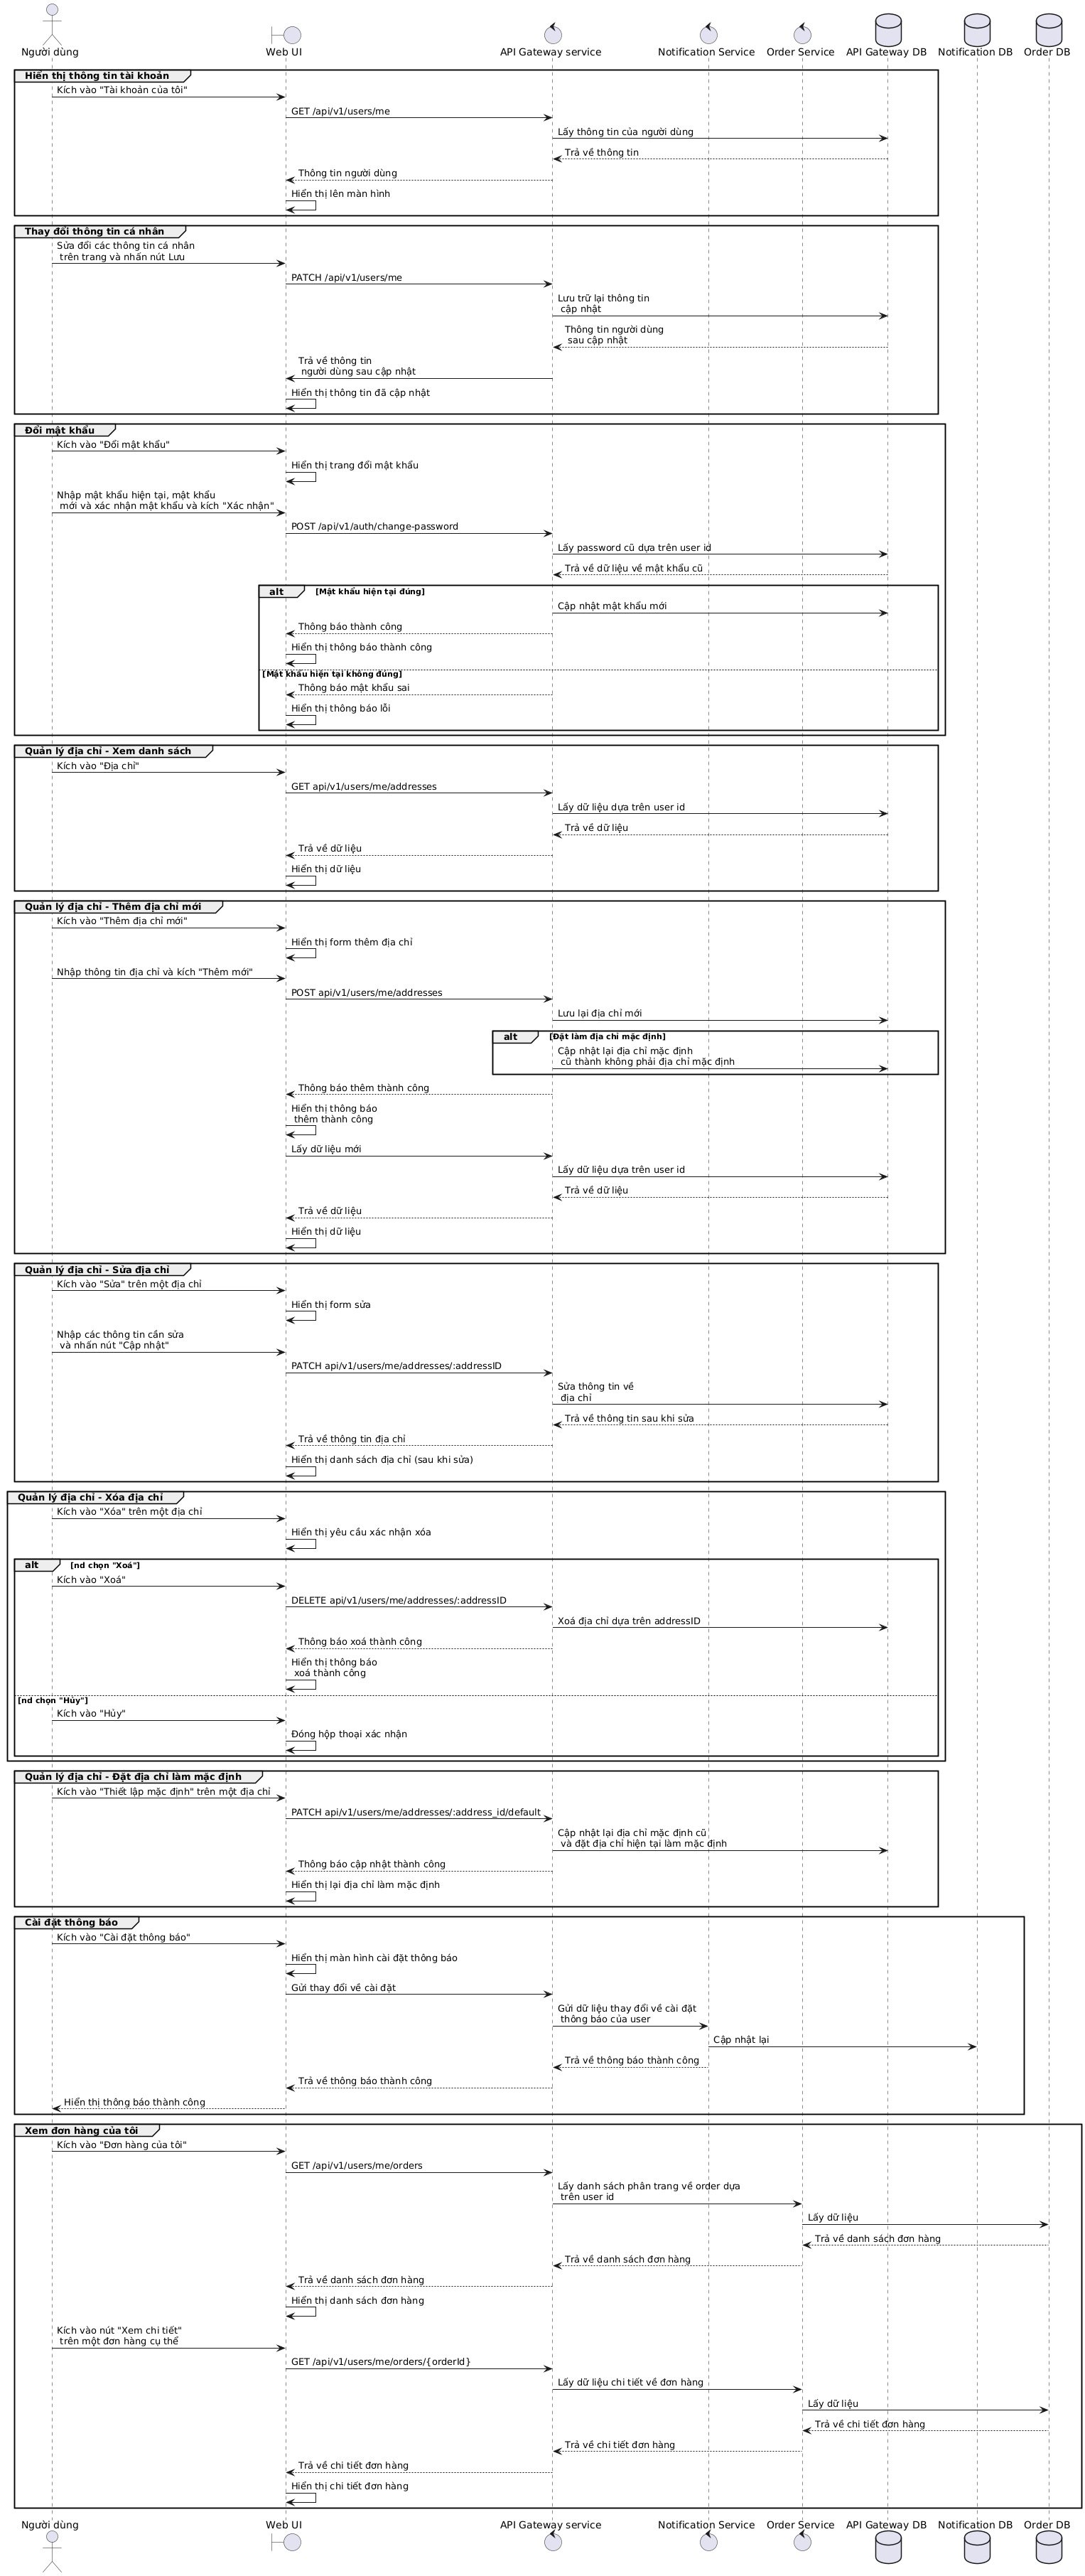 Người dùng
Web UI
API Gateway service
Notification Service
Order Service
API Gateway DB
Notification DB
Order DB
Hiển thị thông tin tài khoản
Kích vào "Tài khoản của tôi"
GET /api/v1/users/me
Lấy thông tin của người dùng
Trả về thông tin
Thông tin người dùng
Hiển thị lên màn hình
Thay đổi thông tin cá nhân
Sửa đổi các thông tin cá nhân
trên trang và nhấn nút Lưu
PATCH /api/v1/users/me
Lưu trữ lại thông tin
cập nhật
Thông tin người dùng
sau cập nhật
Trả về thông tin
người dùng sau cập nhật
Hiển thị thông tin đã cập nhật
Đổi mật khẩu
Kích vào "Đổi mật khẩu"
Hiển thị trang đổi mật khẩu
Nhập mật khẩu hiện tại, mật khẩu
mới và xác nhận mật khẩu và kích "Xác nhận"
POST /api/v1/auth/change-password
Lấy password cũ dựa trên user id
Trả về dữ liệu về mật khẩu cũ
alt [Mật khẩu hiện tại đúng]
Cập nhật mật khẩu mới
Thông báo thành công
Hiển thị thông báo thành công
[Mật khẩu hiện tại không đúng]
Thông báo mật khẩu sai
Hiển thị thông báo lỗi
Quản lý địa chỉ - Xem danh sách
Kích vào "Địa chỉ"
GET api/v1/users/me/addresses
Lấy dữ liệu dựa trên user id
Trả về dữ liệu
Trả về dữ liệu
Hiển thị dữ liệu
Quản lý địa chỉ - Thêm địa chỉ mới
Kích vào "Thêm địa chỉ mới"
Hiển thị form thêm địa chỉ
Nhập thông tin địa chỉ và kích "Thêm mới"
POST api/v1/users/me/addresses
Lưu lại địa chỉ mới
alt [Đặt làm địa chỉ mặc định]
Cập nhật lại địa chỉ mặc định
cũ thành không phải địa chỉ mặc định
Thông báo thêm thành công
Hiển thị thông báo
thêm thành công
Lấy dữ liệu mới
Lấy dữ liệu dựa trên user id
Trả về dữ liệu
Trả về dữ liệu
Hiển thị dữ liệu
Quản lý địa chỉ - Sửa địa chỉ
Kích vào "Sửa" trên một địa chỉ
Hiển thị form sửa
Nhập các thông tin cần sửa
và nhấn nút "Cập nhật"
PATCH api/v1/users/me/addresses/:addressID
Sửa thông tin về
địa chỉ
Trả về thông tin sau khi sửa
Trả về thông tin địa chỉ
Hiển thị danh sách địa chỉ (sau khi sửa)
Quản lý địa chỉ - Xóa địa chỉ
Kích vào "Xóa" trên một địa chỉ
Hiển thị yêu cầu xác nhận xóa
alt [nd chọn "Xoá"]
Kích vào "Xoá"
DELETE api/v1/users/me/addresses/:addressID
Xoá địa chỉ dựa trên addressID
Thông báo xoá thành công
Hiển thị thông báo
xoá thành công
[nd chọn "Hủy"]
Kích vào "Hủy"
Đóng hộp thoại xác nhận
Quản lý địa chỉ - Đặt địa chỉ làm mặc định
Kích vào "Thiết lập mặc định" trên một địa chỉ
PATCH api/v1/users/me/addresses/:address_id/default
Cập nhật lại địa chỉ mặc định cũ
và đặt địa chỉ hiện tại làm mặc định
Thông báo cập nhật thành công
Hiển thị lại địa chỉ làm mặc định
Cài đặt thông báo
Kích vào "Cài đặt thông báo"
Hiển thị màn hình cài đặt thông báo
Gửi thay đổi về cài đặt
Gửi dữ liệu thay đổi về cài đặt
thông báo của user
Cập nhật lại
Trả về thông báo thành công
Trả về thông báo thành công
Hiển thị thông báo thành công
Xem đơn hàng của tôi
Kích vào "Đơn hàng của tôi"
GET /api/v1/users/me/orders
Lấy danh sách phân trang về order dựa
trên user id
Lấy dữ liệu
Trả về danh sách đơn hàng
Trả về danh sách đơn hàng
Trả về danh sách đơn hàng
Hiển thị danh sách đơn hàng
Kích vào nút "Xem chi tiết"
trên một đơn hàng cụ thể
GET /api/v1/users/me/orders/{orderId}
Lấy dữ liệu chi tiết về đơn hàng
Lấy dữ liệu
Trả về chi tiết đơn hàng
Trả về chi tiết đơn hàng
Trả về chi tiết đơn hàng
Hiển thị chi tiết đơn hàng
Người dùng
Web UI
API Gateway service
Notification Service
Order Service
API Gateway DB
Notification DB
Order DB